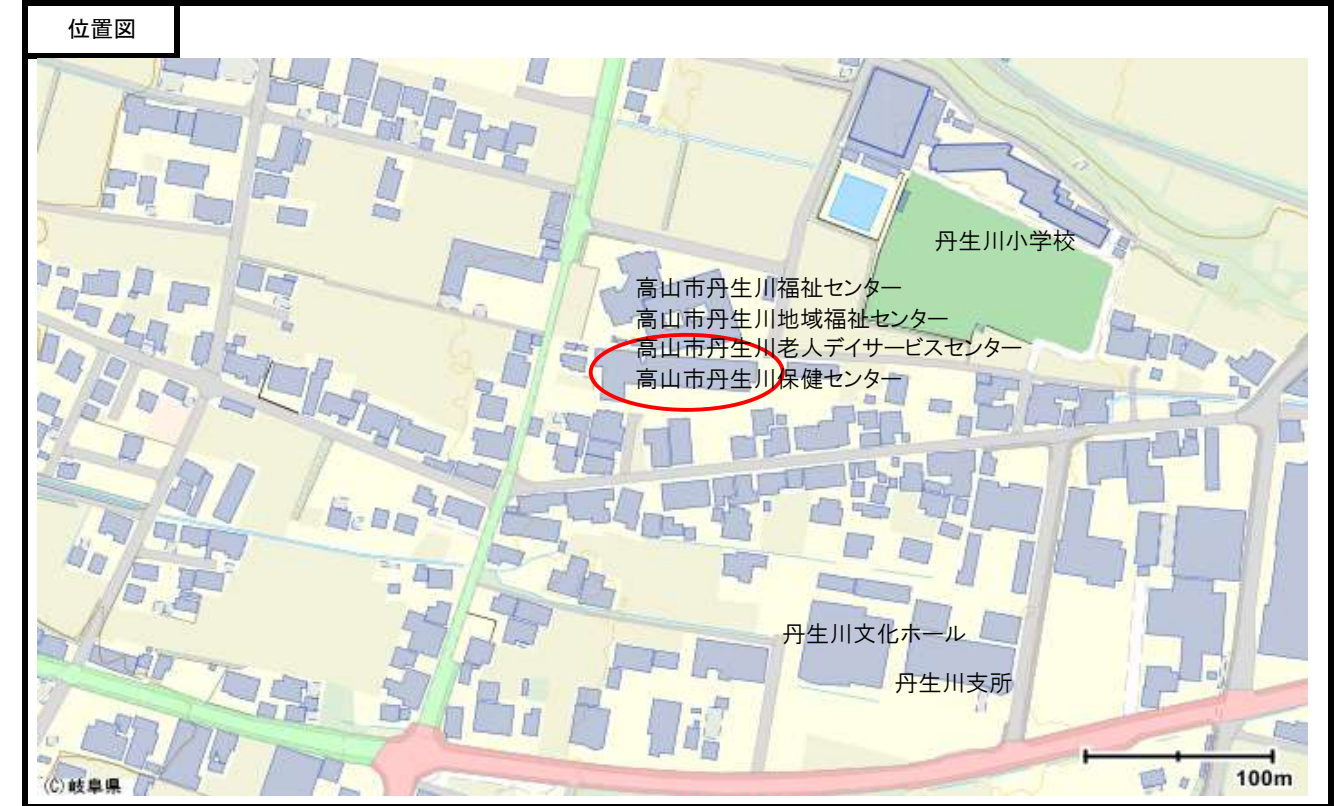 位置図
丹生川小学校
高山市丹生川福祉センター
高山市丹生川地域福祉センター
高山市丹生川老人デイサービスセンター
高山市丹生川保健センター
丹生川文化ホール
丹生川支所
100m
(C)岐阜県